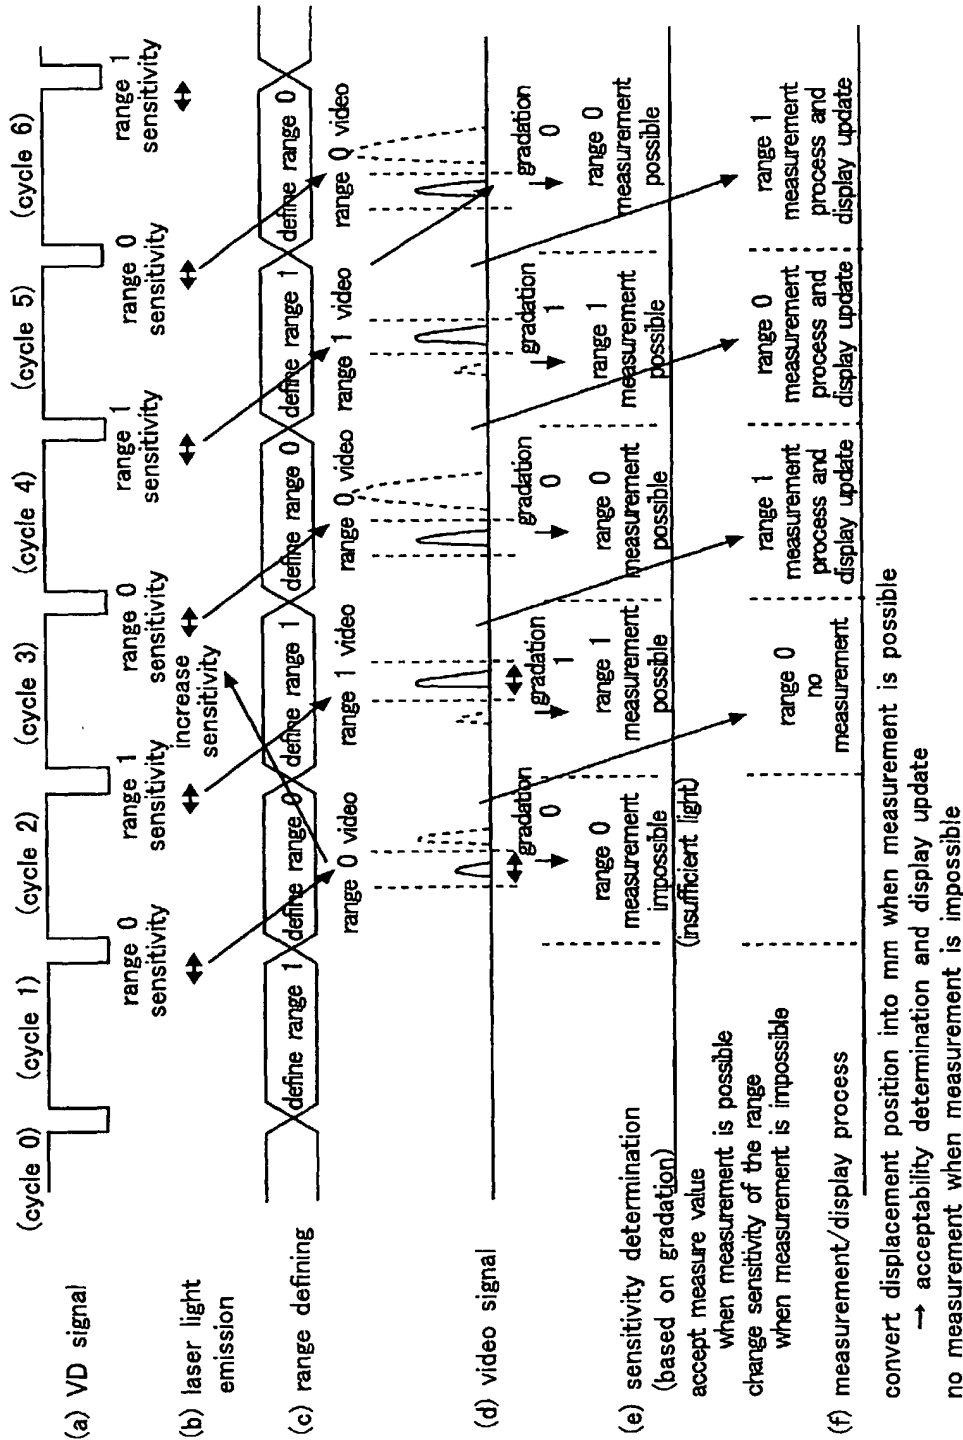 (cycle 0)
(cycle 1)
(cycle 2)
(cycle 3)
(cycle 4)
(cycle 5)
(cycle 6)
(a) VD signal
range 0
sensitivity
range 1
sensitivity
range 0
sensitivity
increase
sensitivity
range 1
sensitivity
range 0
sensitivity
range 1
sensitivity
(b) laser light
emission
(c) range defining
define range 1
define range 0
define range 1
define range 0
define range 1
define range 0
range 0 video
range 1 video
range 0 video
range 1 video
range 0 video
(d) video signal
gradation
0
gradation
1
gradation
0
gradation
1
gradation
0
(e) sensitivity determination
(based on gradation)
accept measure value
when measurement is possible
change sensitivity of the range
when measurement is impossible
range 0
measurement
impossible
(insufficient light)
range 1
measurement
possible
range 0
measurement
possible
range 1
measurement
possible
range 0
measurement
possible
(f) measurement/display process
range 0
no
measurement
range 1
measurement
process and
display update
range 0
measurement
process and
display update
range 1
measurement
process and
display update
convert displacement position into mm when measurement is possible
→ acceptability determination and display update
no measurement when measurement is impossible